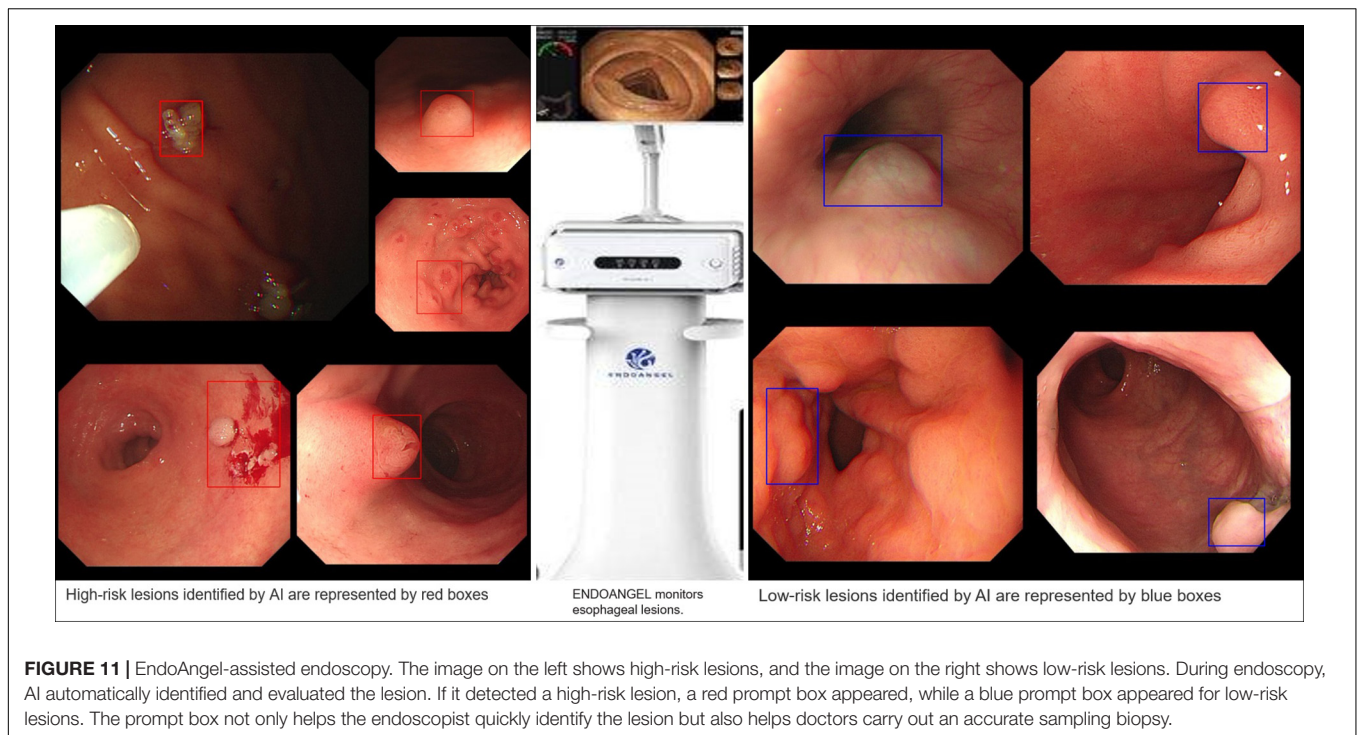 ENDOANGEL
High-risk lesions identified by AI are represented by red boxes
ENDOANGEL monitors
esophageal lesions.
Low-risk lesions identified by AI are represented by blue boxes
FIGURE 11 | EndoAngel-assisted endoscopy. The image on the left shows high-risk lesions, and the image on the right shows low-risk lesions. During endoscopy,
AI automatically identified and evaluated the lesion. If it detected a high-risk lesion, a red prompt box appeared, while a blue prompt box appeared for low-risk
lesions. The prompt box not only helps the endoscopist quickly identify the lesion but also helps doctors carry out an accurate sampling biopsy.